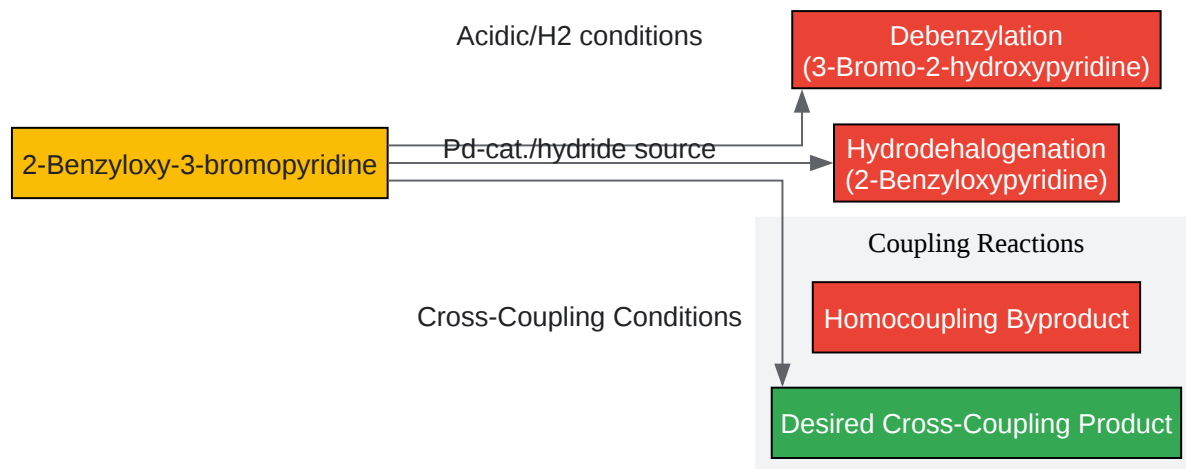 Acidic/H2 conditions
Debenzylation
(3-Bromo-2-hydroxypyridine)
2-Benzyloxy-3-bromopyridine
Pd-cat./hydride source
Hydrodehalogenation
(2-Benzyloxypyridine)
Coupling Reactions
Cross-Coupling Conditions
Homocoupling Byproduct
Desired Cross-Coupling Product